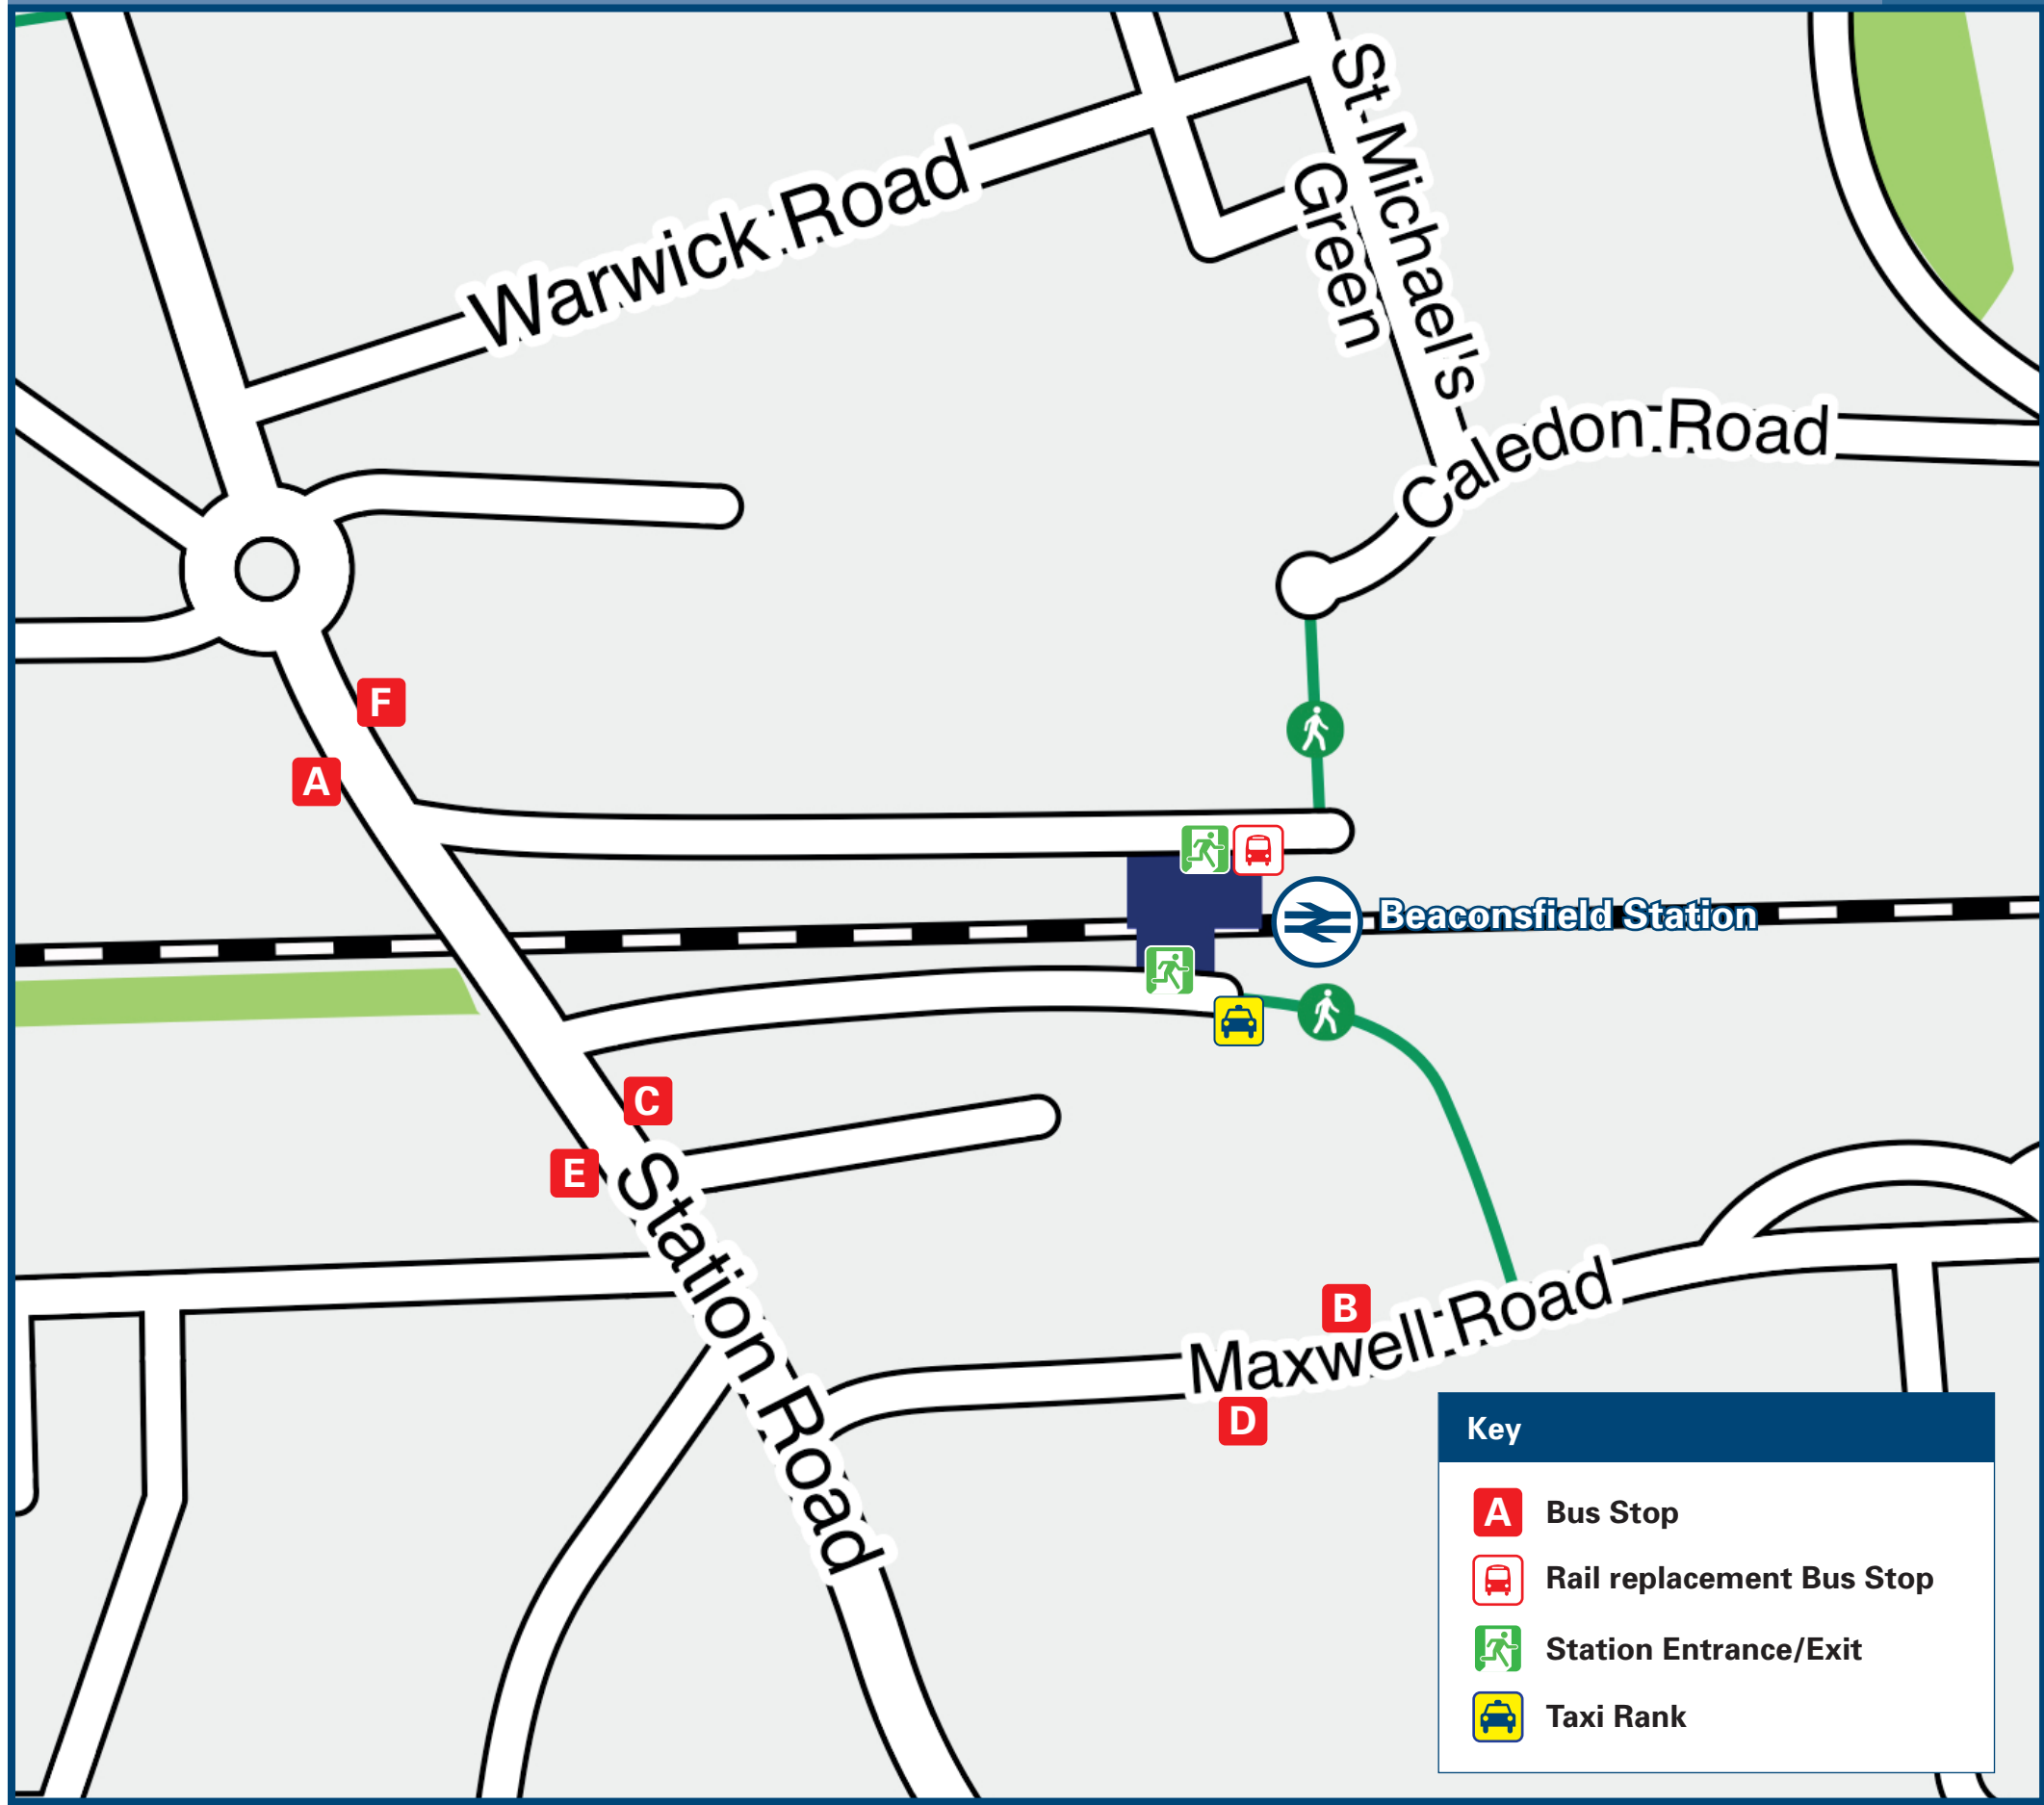 St Michael's
Green
Warwick Road
Caledon Road
F
A
Beaconsfield Station
C
E
Station Road
B
Maxwell Road
D
Key
A Bus Stop
Rail replacement Bus Stop
Station Entrance/Exit
Taxi Rank